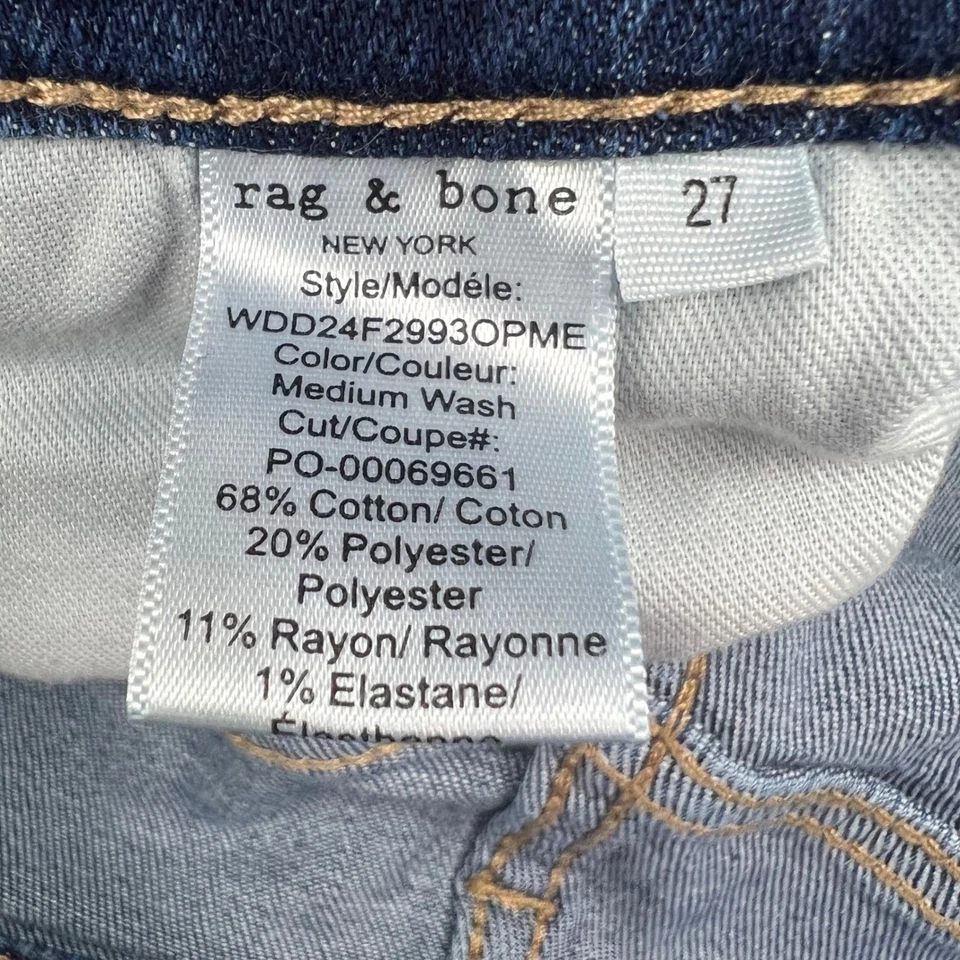 rag & bone
27
NEW YORK
Style/Modéle:
WDD24F2993OPME
Color/Couleur:
Medium Wash
Cut/Coupe#:
PO-00069661
68% Cotton/ Coton
20% Polyester/
Polyester
11% Rayon/ Rayonne
1% Elastane/